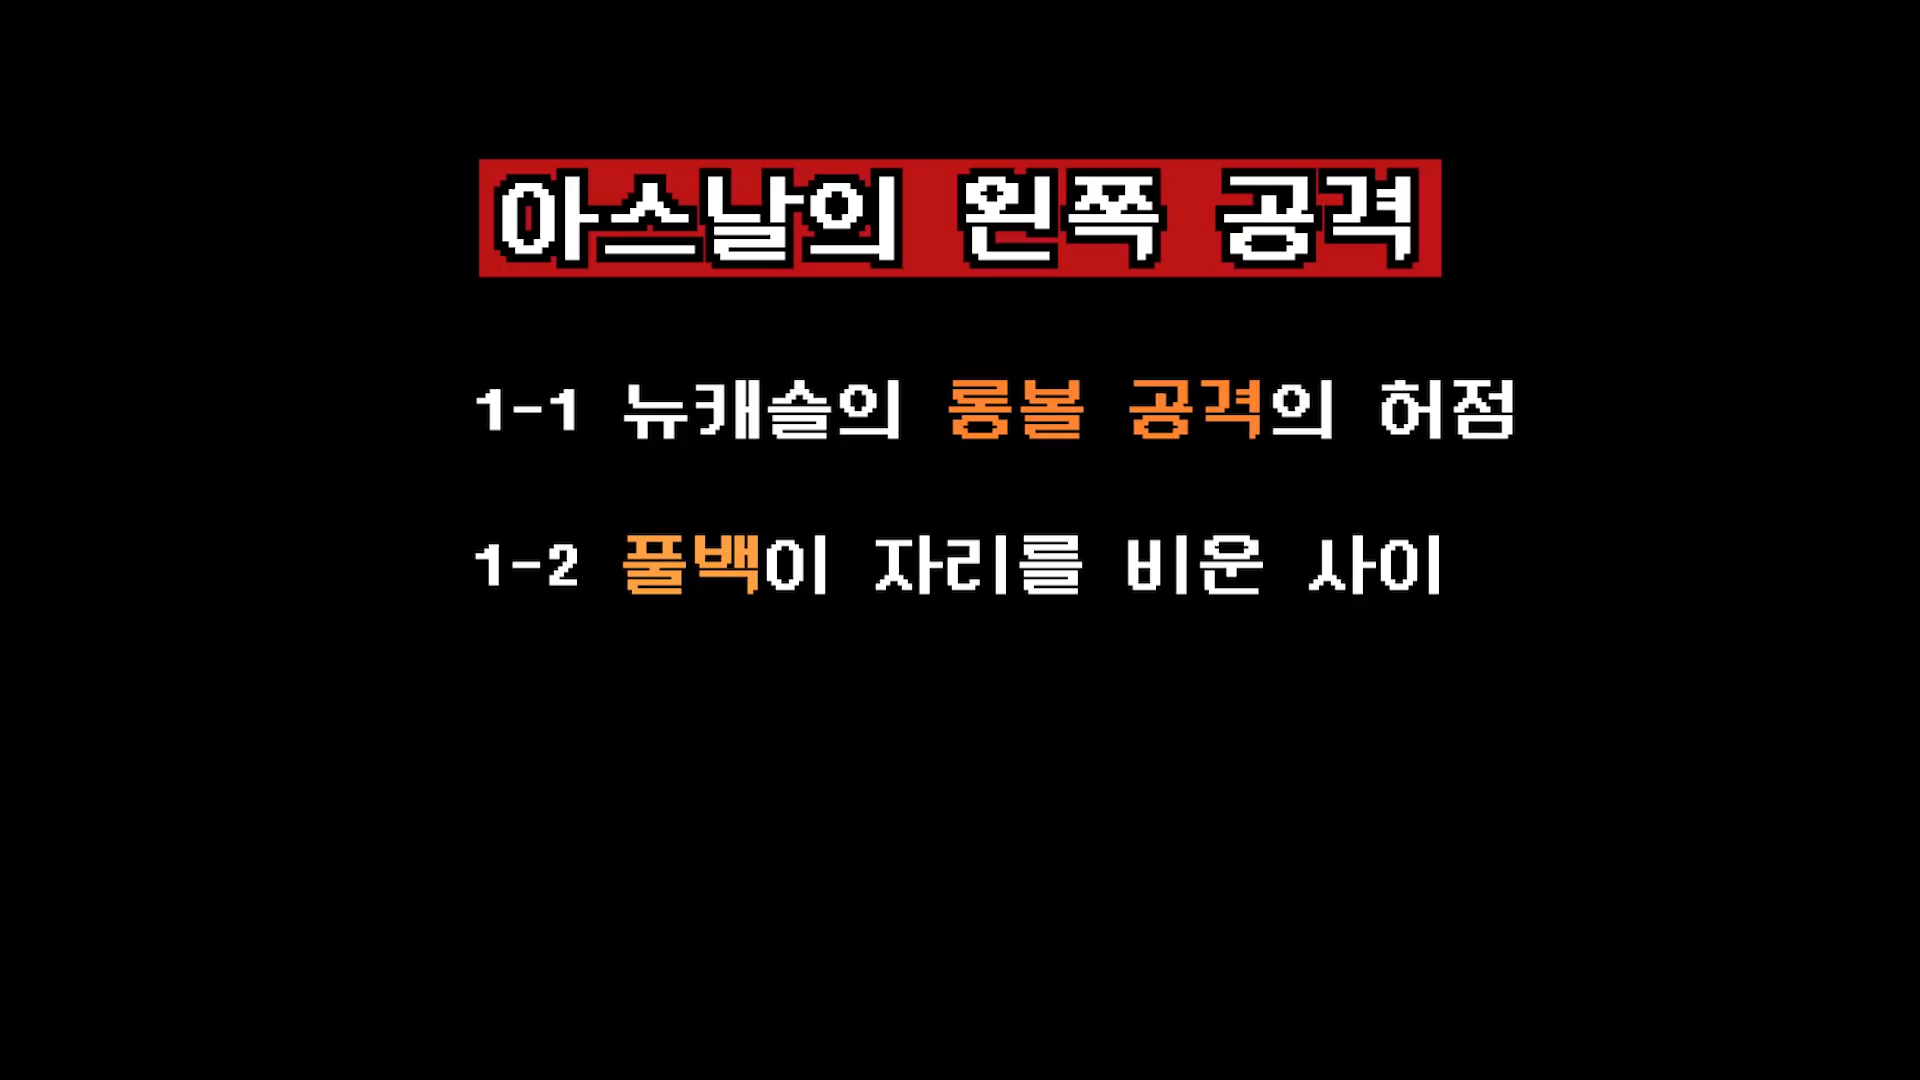 아스날의 왼쪽 공격
1-1 뉴캐슬의 롱볼 공격의 허점
1-2 풀백이 자리를 비운 사이